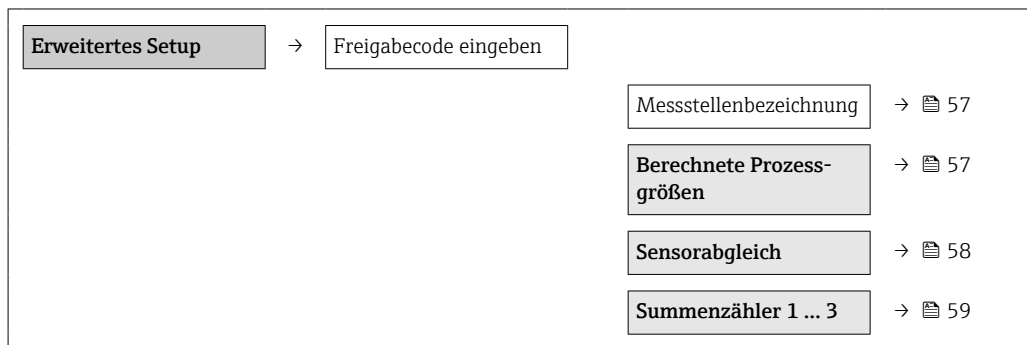 Erweitertes Setup → Freigabecode eingeben
Messstellenbezeichnung → 57
Berechnete Prozess-
größen → 57
Sensorabgleich → 58
Summenzähler 1 ... 3 → 59